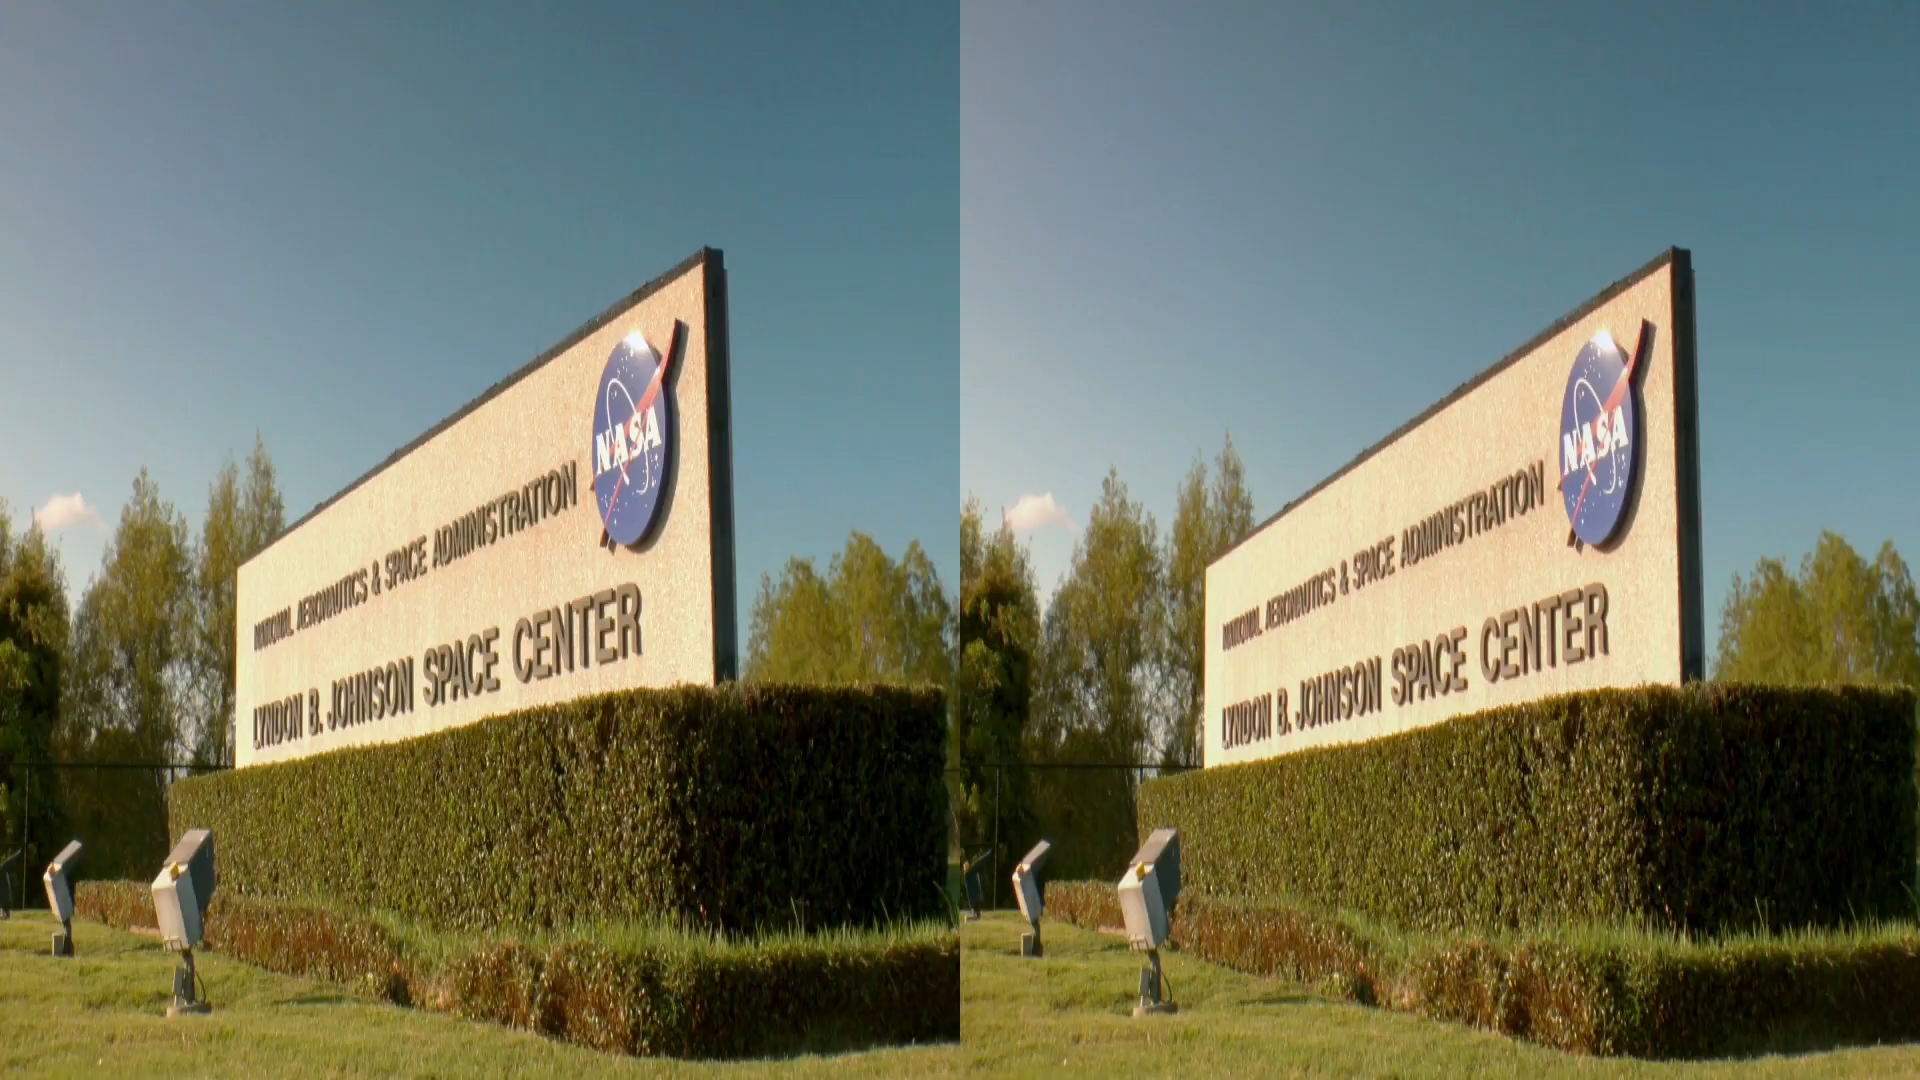 NASA
NATIONAL AERONAUTICS & SPACE ADMINISTRATION
LYNDON B. JOHNSON SPACE CENTER
NASA
NATIONAL AERONAUTICS & SPACE ADMINISTRATION
LYNDON B. JOHNSON SPACE CENTER